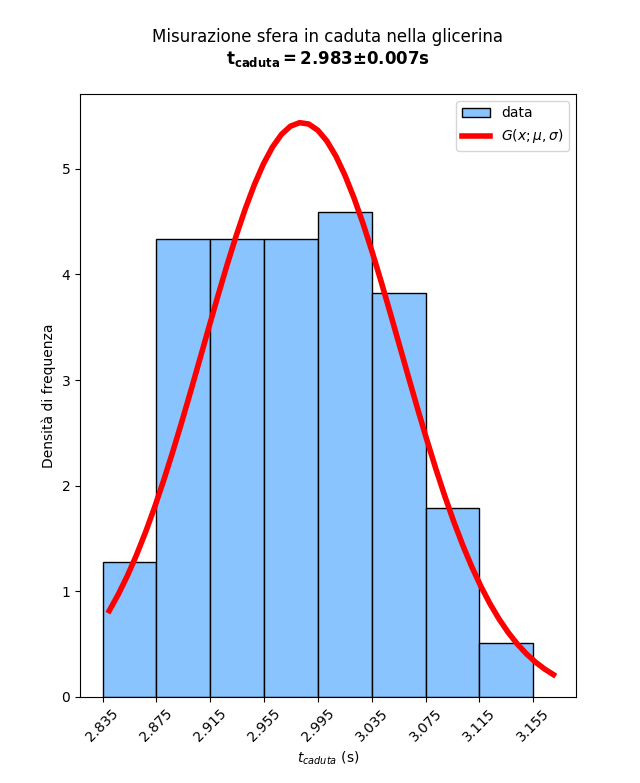 Misurazione sfera in caduta nella glicerina
t_caduta = 2.983±0.007s
data
G(x; μ, σ)
Densità di frequenza
5
4
3
2
1
0
2.835 2.875 2.915 2.955 2.995 3.035 3.075 3.115 3.155
t_caduta (s)